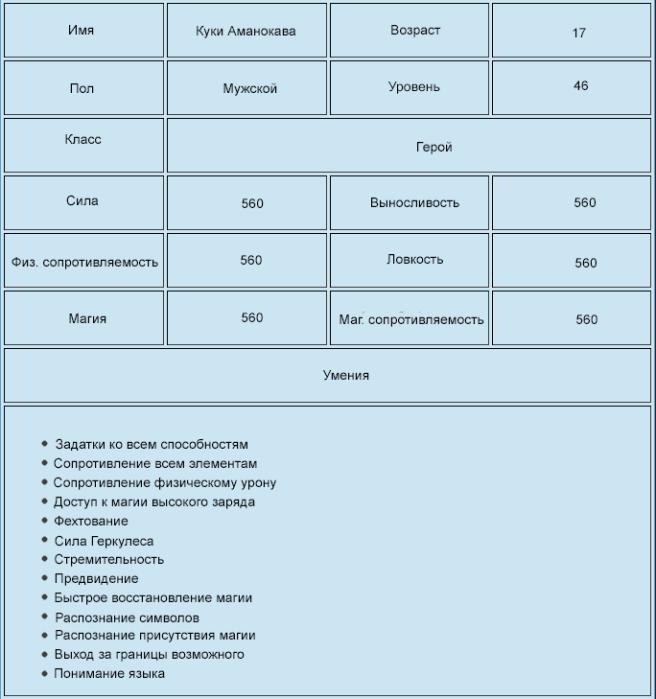 Имя Куки Аманокава Возраст 17
Пол Мужской Уровень 46
Класс Герой
Сила 560 Выносливость 560
Физ. сопротивляемость 560 Ловкость 560
Магия 560 Маг. сопротивляемость 560
Умения
• Задатки ко всем способностям
• Сопротивление всем элементам
• Сопротивление физическому урону
• Доступ к магии высокого заряда
• Фехтование
• Сила Геркулеса
• Стремительность
• Предвидение
• Быстрое восстановление магии
• Распознание символов
• Распознание присутствия магии
• Выход за границы возможного
• Понимание языка